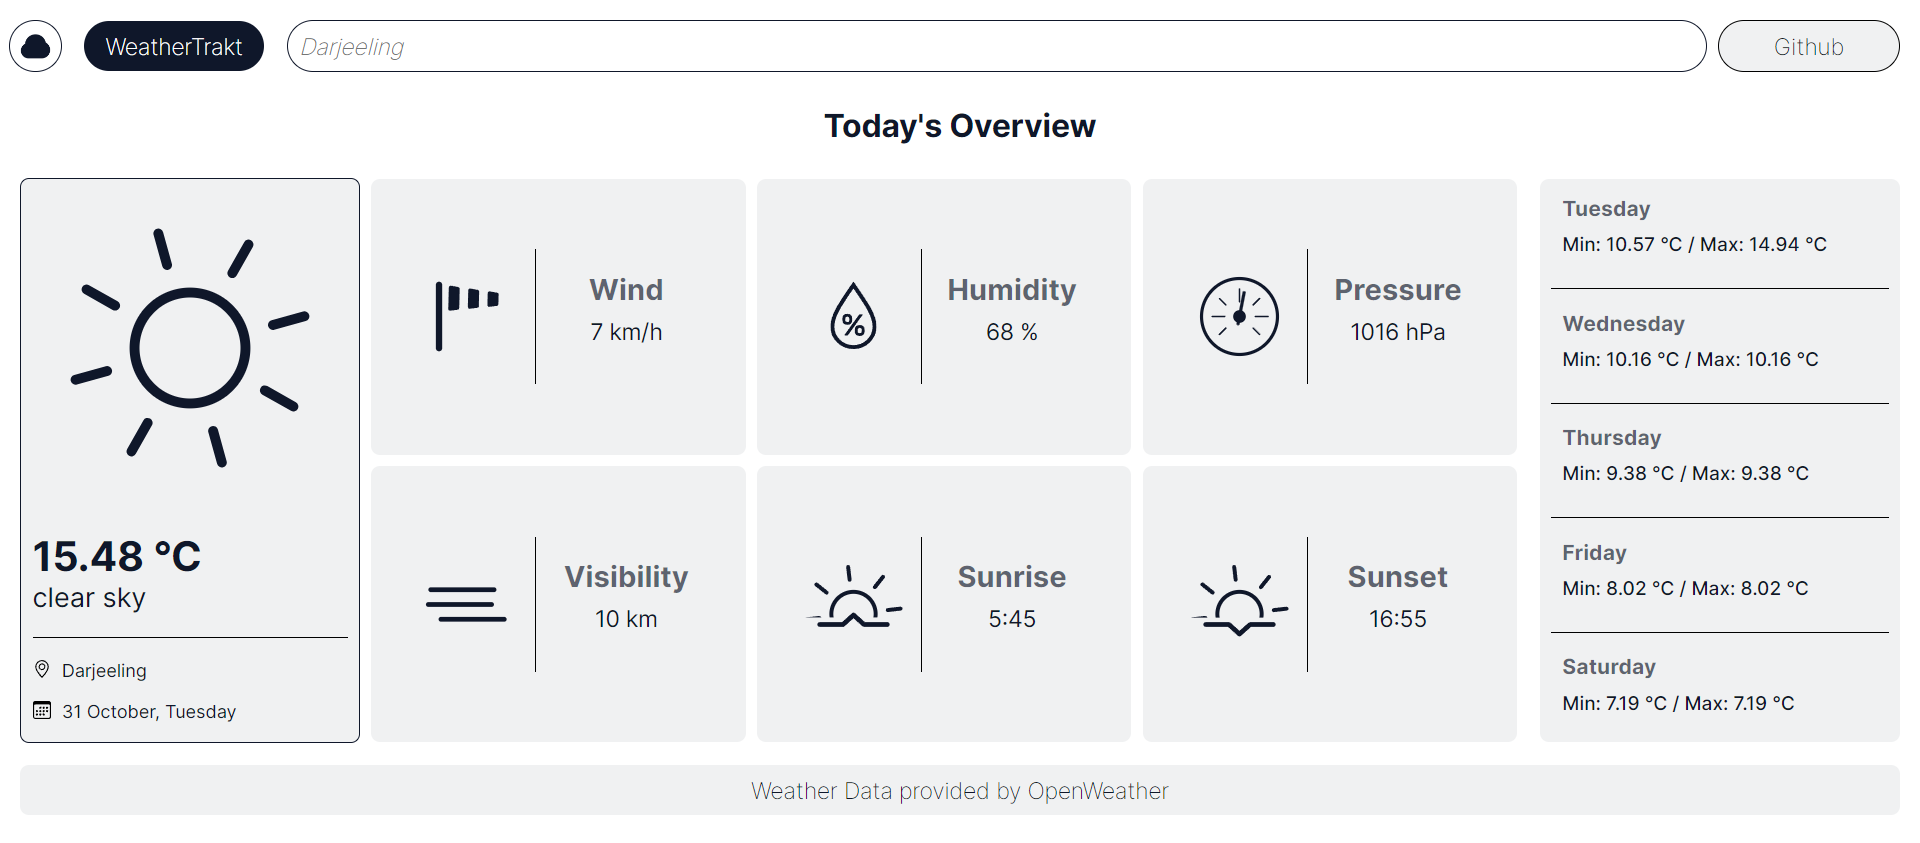 WeatherTrakt
Darjeeling
Github
Today's Overview
15.48 °C
clear sky
Darjeeling
31 October, Tuesday
Wind
7 km/h
%
Humidity
68 %
Pressure
1016 hPa
Visibility
10 km
Sunrise
5:45
Sunset
16:55
Tuesday
Min: 10.57 °C / Max: 14.94 °C
Wednesday
Min: 10.16 °C / Max: 10.16 °C
Thursday
Min: 9.38 °C / Max: 9.38 °C
Friday
Min: 8.02 °C / Max: 8.02 °C
Saturday
Min: 7.19 °C / Max: 7.19 °C
Weather Data provided by OpenWeather